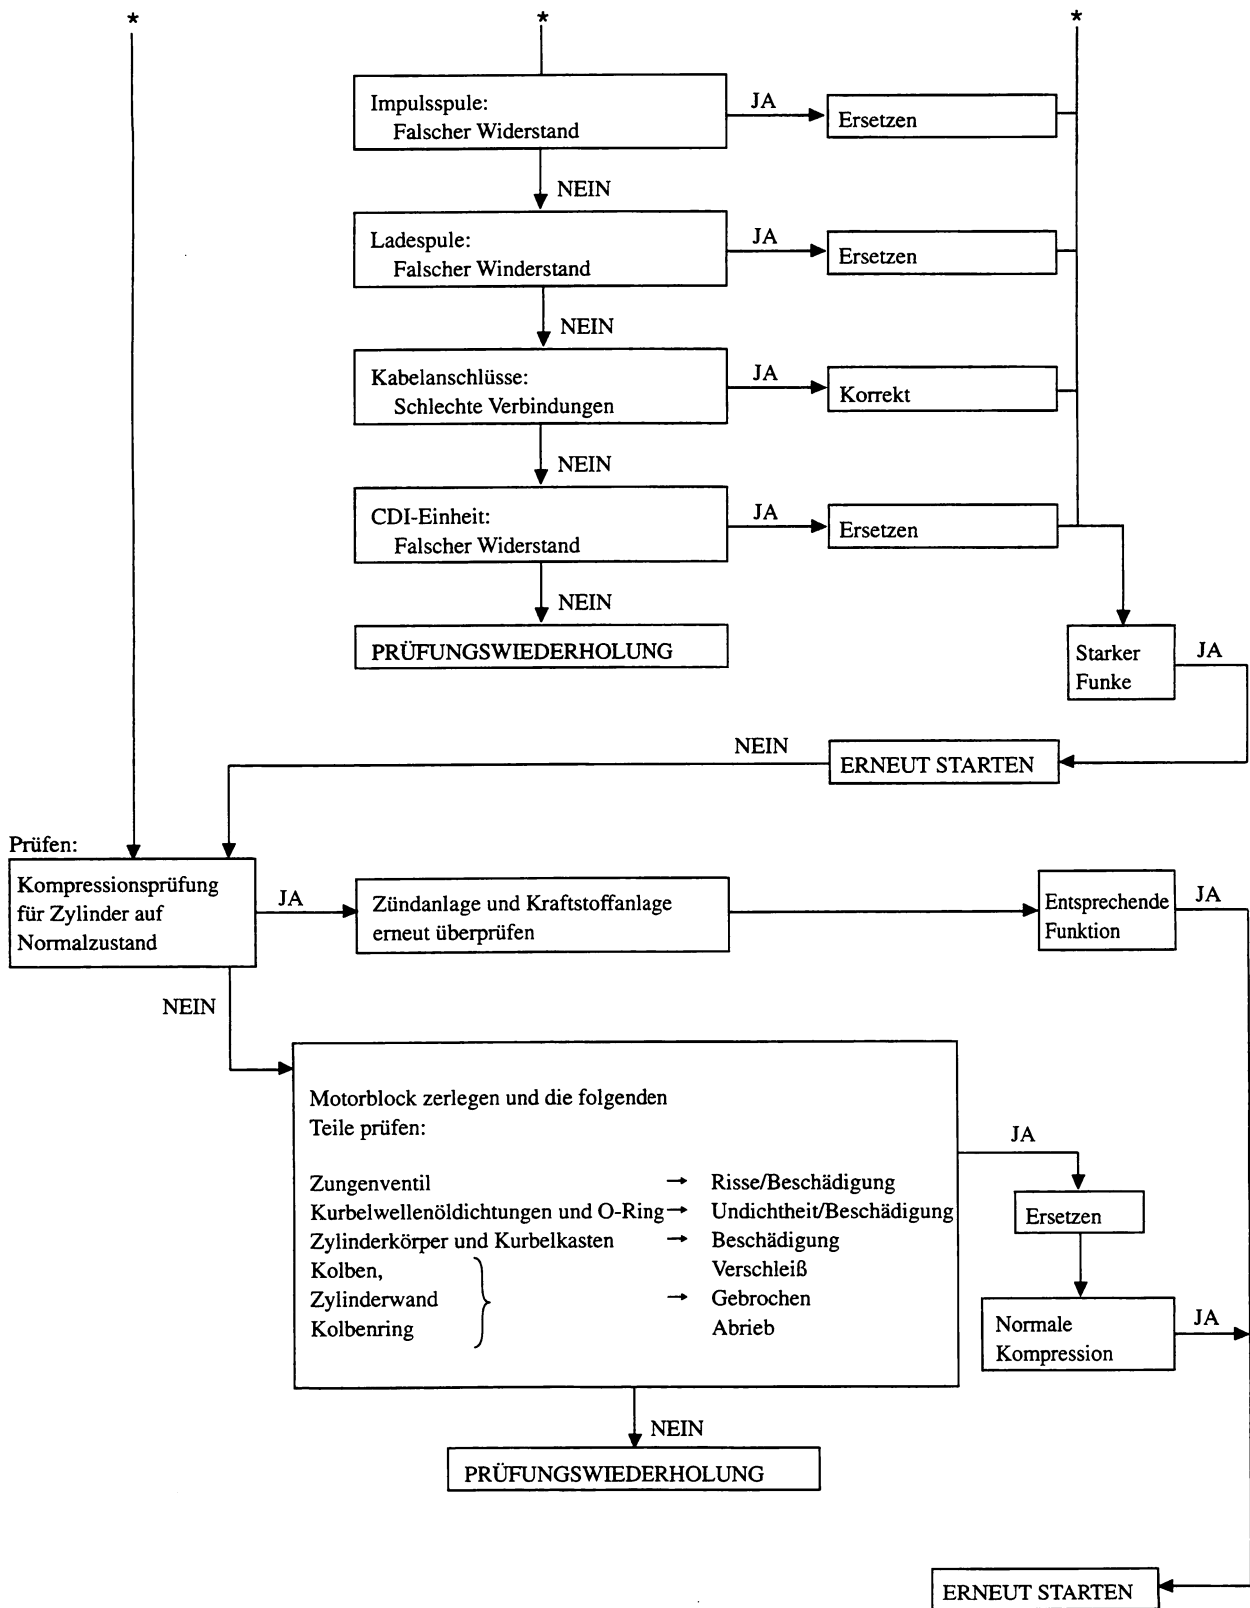 * * *
Impulsspule:
Falscher Widerstand
JA
Ersetzen
NEIN
Ladespule:
Falscher Winderstand
JA
Ersetzen
NEIN
Kabelanschlüsse:
Schlechte Verbindungen
JA
Korrekt
NEIN
CDI-Einheit:
Falscher Widerstand
JA
Ersetzen
NEIN
PRÜFUNGSWIEDERHOLUNG
Starker
Funke
JA
NEIN
ERNEUT STARTEN
Prüfen:
Kompressionsprüfung
für Zylinder auf
Normalzustand
JA
Zündanlage und Kraftstoffanlage
erneut überprüfen
Entsprechende
Funktion
JA
NEIN
Motorblock zerlegen und die folgenden
Teile prüfen:
Zungenventil → Risse/Beschädigung
Kurbelwellenöldichtungen und O-Ring → Undichtheit/Beschädigung
Zylinderkörper und Kurbelkasten → Beschädigung
Kolben, Verschleiß
Zylinderwand → Gebrochen
Kolbenring Abrieb
JA
Ersetzen
Normale
Kompression
JA
NEIN
PRÜFUNGSWIEDERHOLUNG
ERNEUT STARTEN